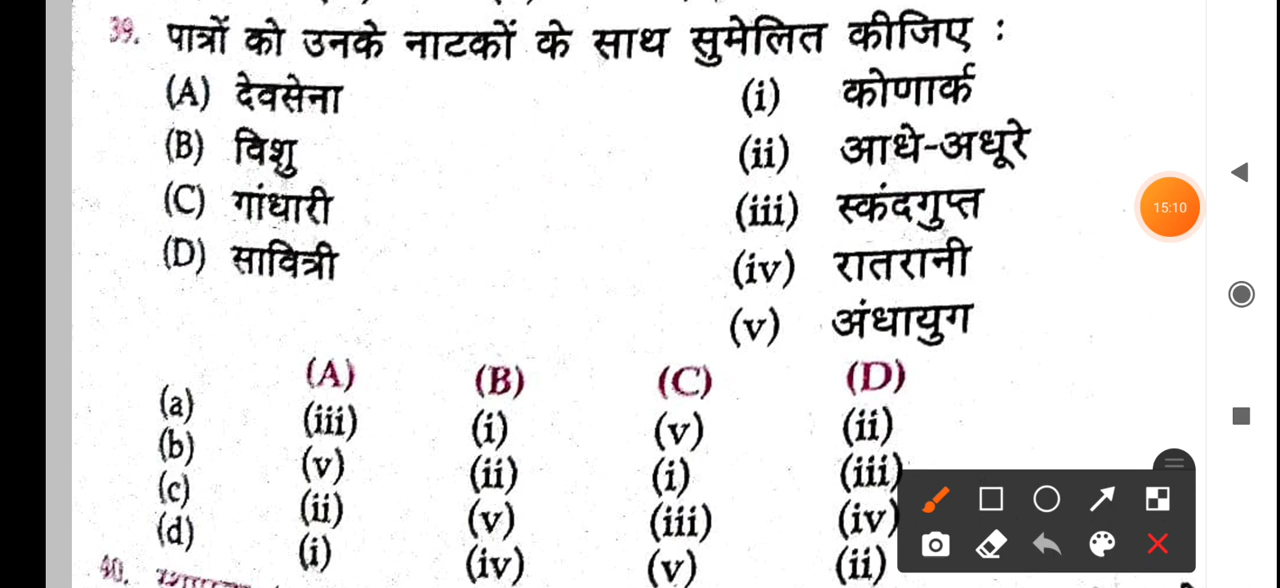 39. पात्रों को उनके नाटकों के साथ सुमेलित कीजिए :
(A) देवसेना (i) कोणार्क
(B) विशु (ii) आधे-अधूरे
(C) गांधारी (iii) स्कंदगुप्त
(D) सावित्री (iv) रातरानी
(v) अंधायुग
(A) (B) (C) (D)
(a) (iii) (i) (v) (ii)
(b) (v) (ii) (i) (iii)
(c) (ii) (v) (iii) (iv)
(d) (i) (iv) (v) (ii)
40.
15:10